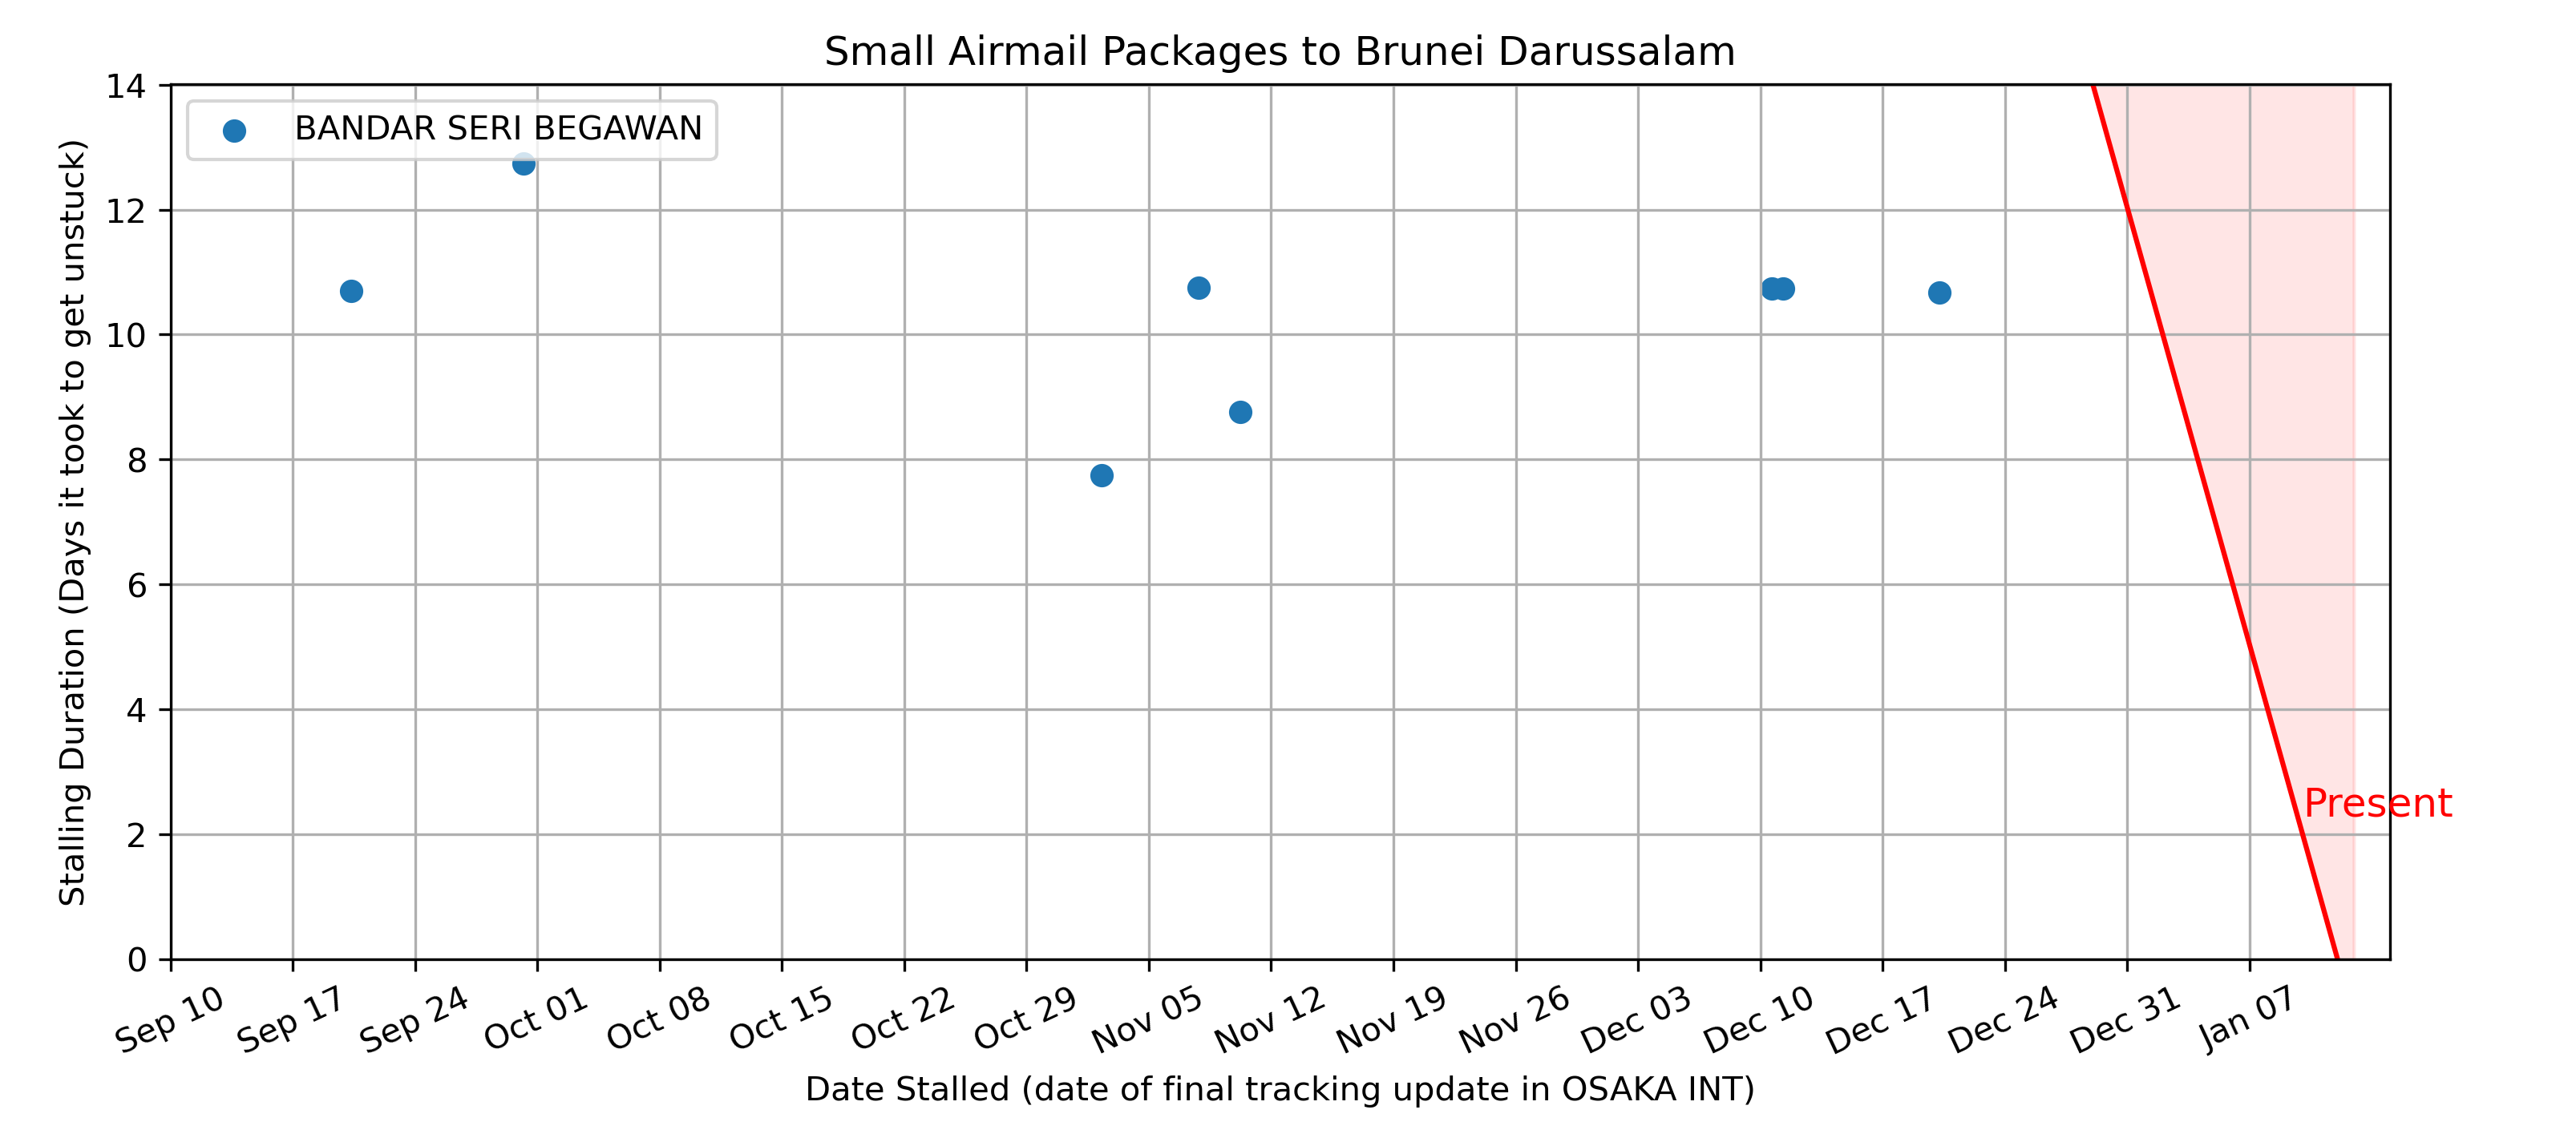 Small Airmail Packages to Brunei Darussalam
BANDAR SERI BEGAWAN
Stalling Duration (Days it took to get unstuck)
14
12
10
8
6
4
2
0
Present
Sep 10
Sep 17
Sep 24
Oct 01
Oct 08
Oct 15
Oct 22
Oct 29
Nov 05
Nov 12
Nov 19
Nov 26
Dec 03
Dec 10
Dec 17
Dec 24
Dec 31
Jan 07
Date Stalled (date of final tracking update in OSAKA INT)